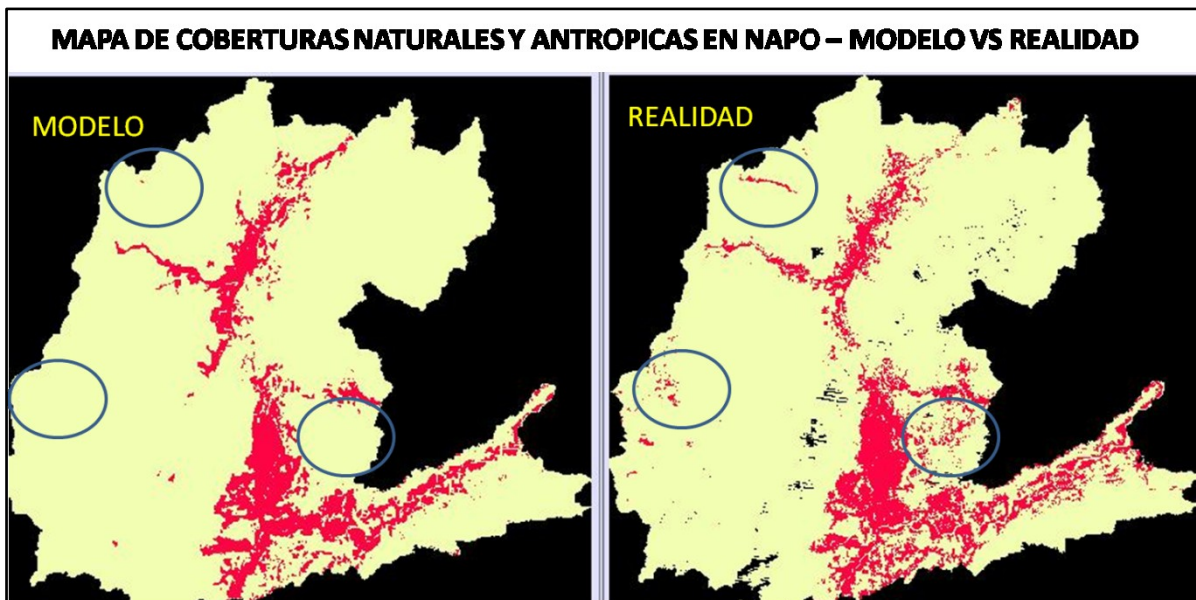 MAPA DE COBERTURAS NATURALES Y ANTROPICAS EN NAPO – MODELO VS REALIDAD
MODELO
REALIDAD